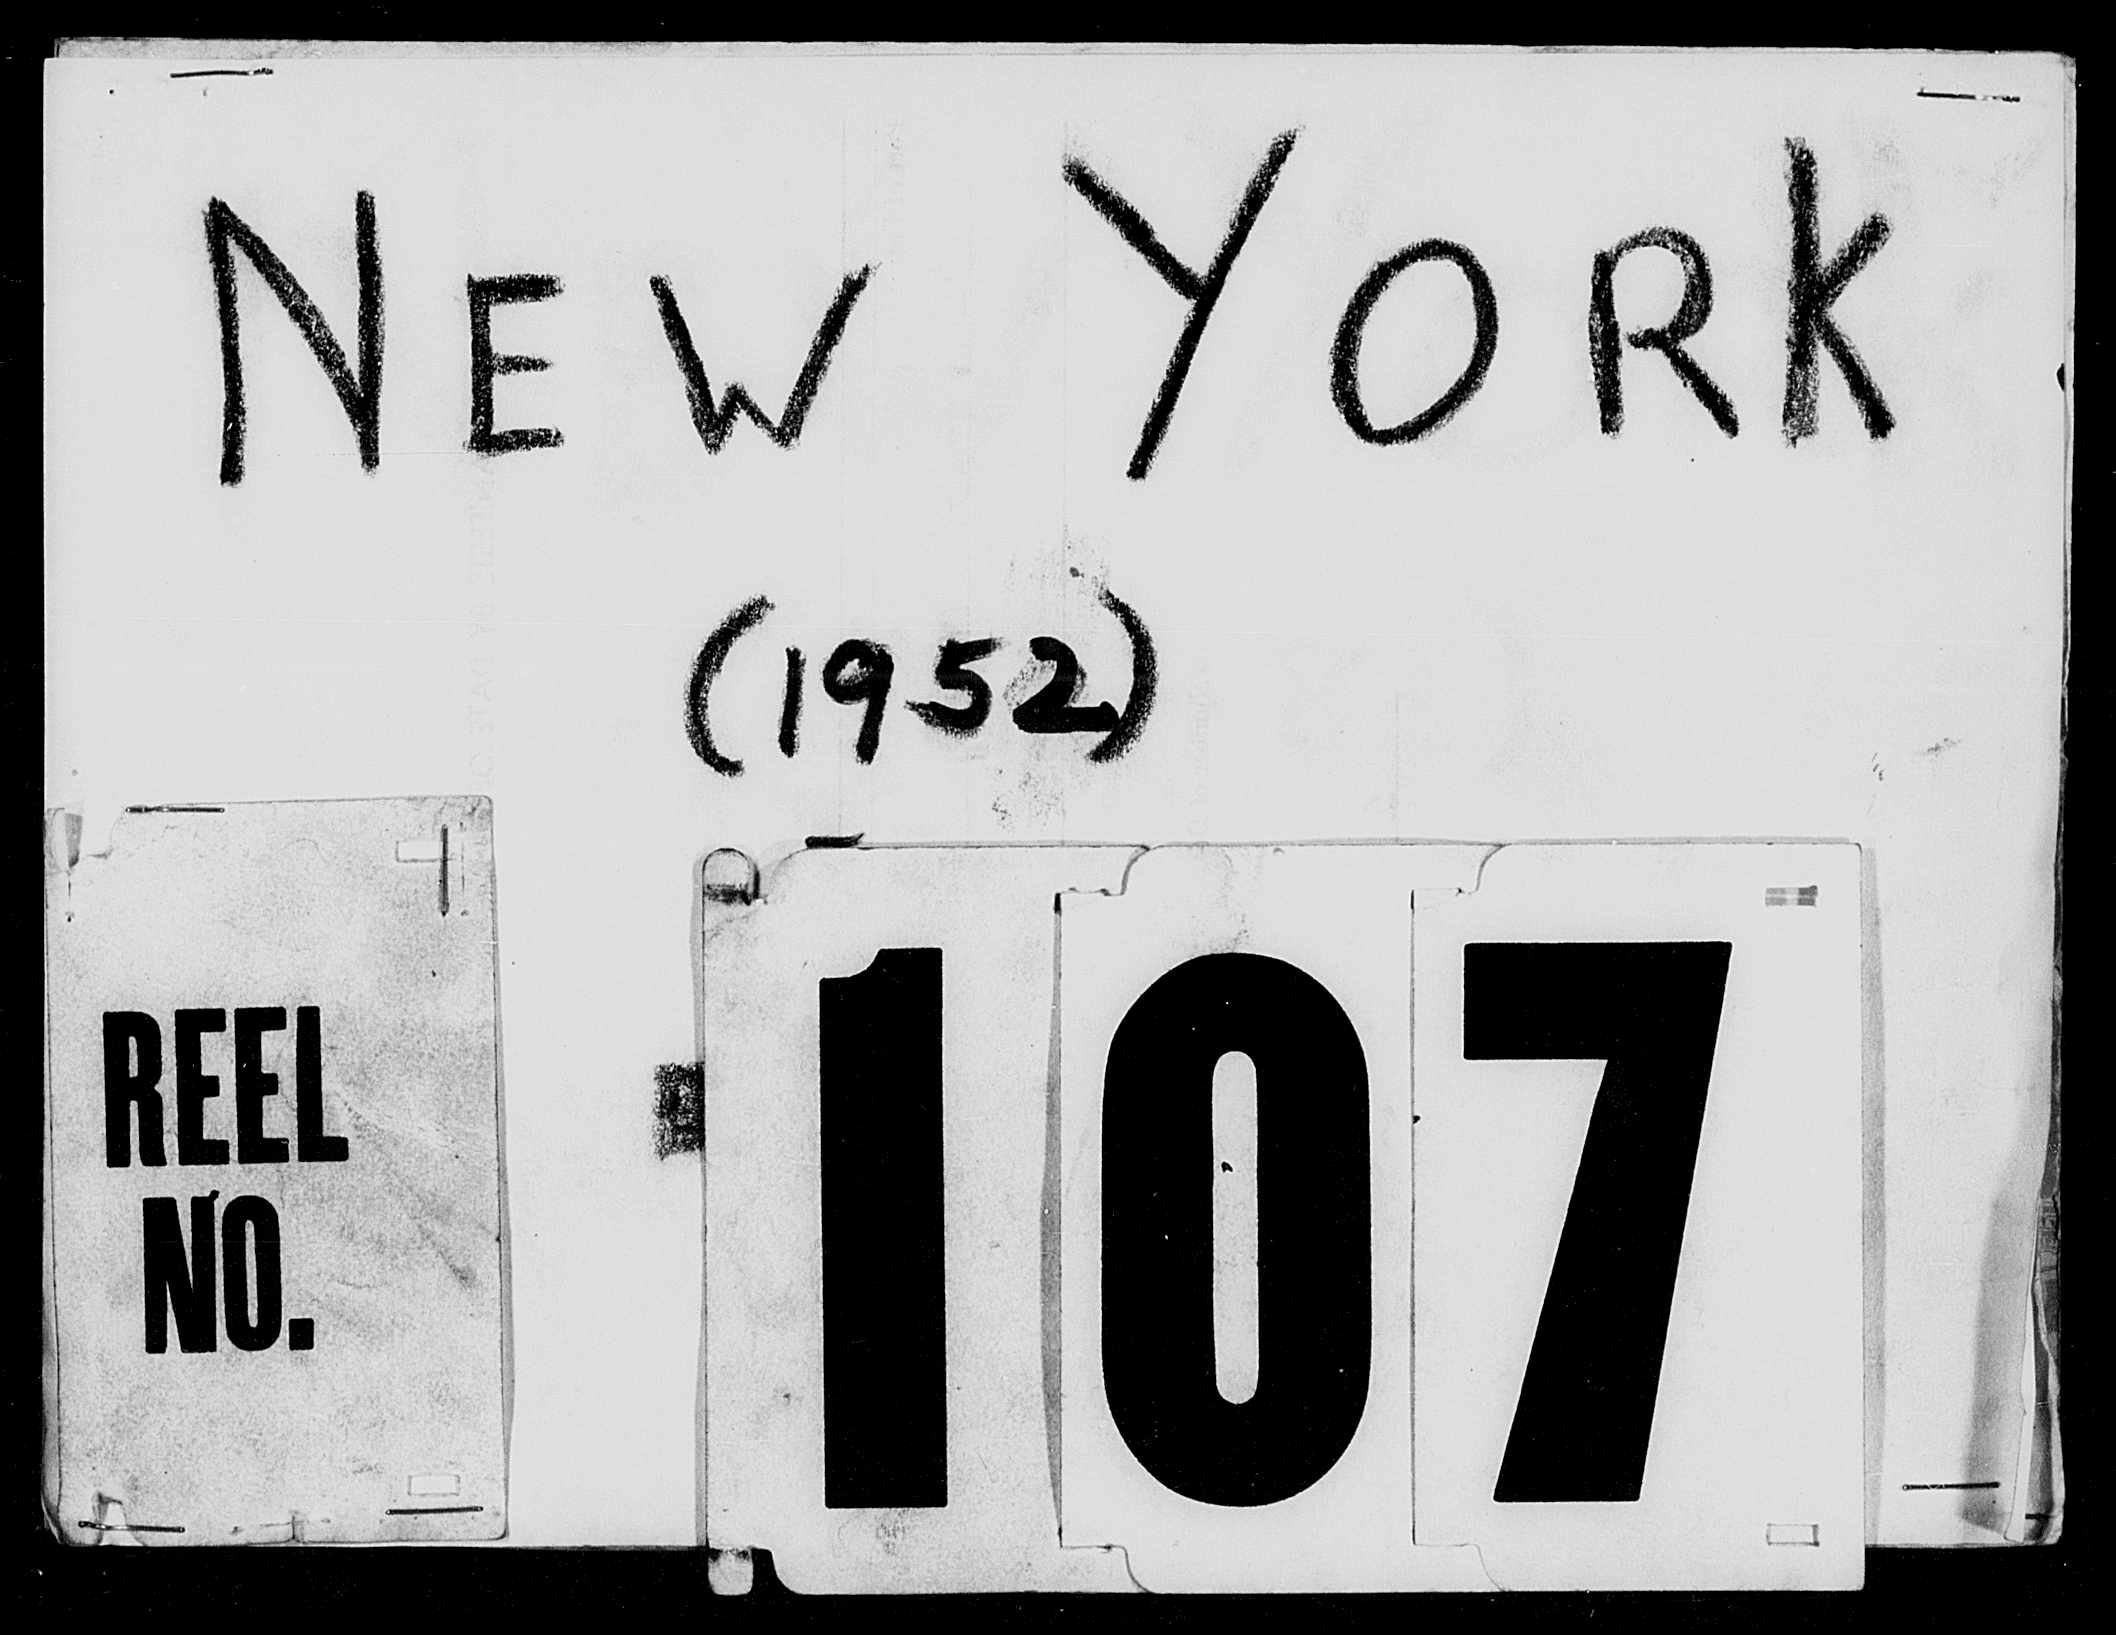 NEW YORK
(1952)
REEL
NO.
107